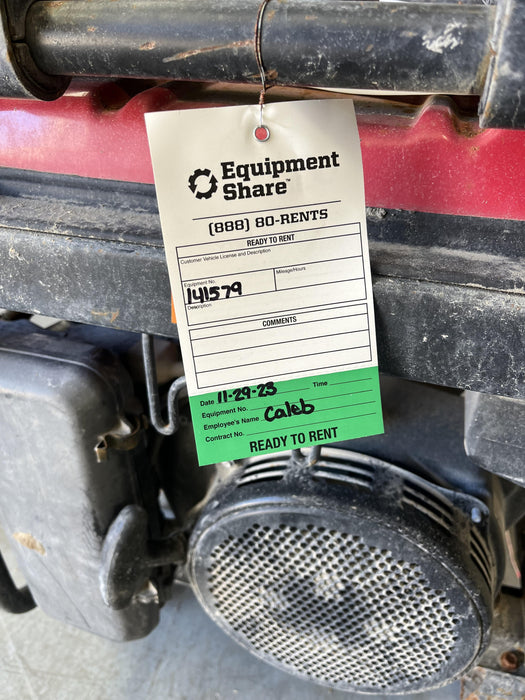 Equipment
Share™
(888) 80-RENTS
READY TO RENT
Customer Vehicle License and Description
Equipment No.
Mileage/Hours
141579
Description
COMMENTS
Date 11-29-23 Time
Equipment No.
Employee's Name Caleb
Contract No.
READY TO RENT